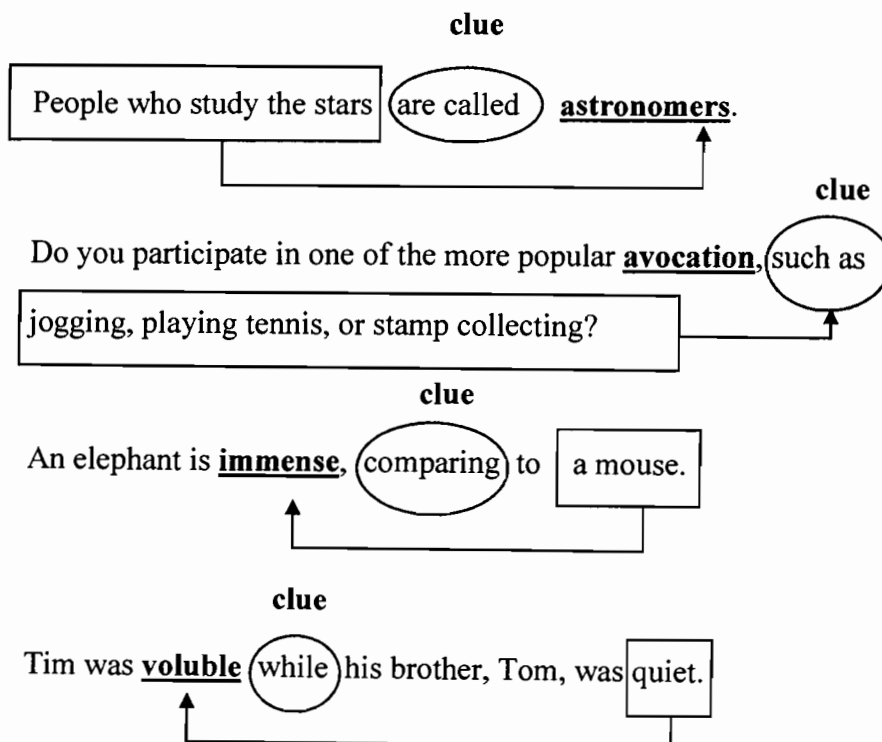 clue
People who study the stars are called astronomers.
clue
Do you participate in one of the more popular avocation, such as
jogging, playing tennis, or stamp collecting?
clue
An elephant is immense, comparing to a mouse.
clue
Tim was voluble while his brother, Tom, was quiet.